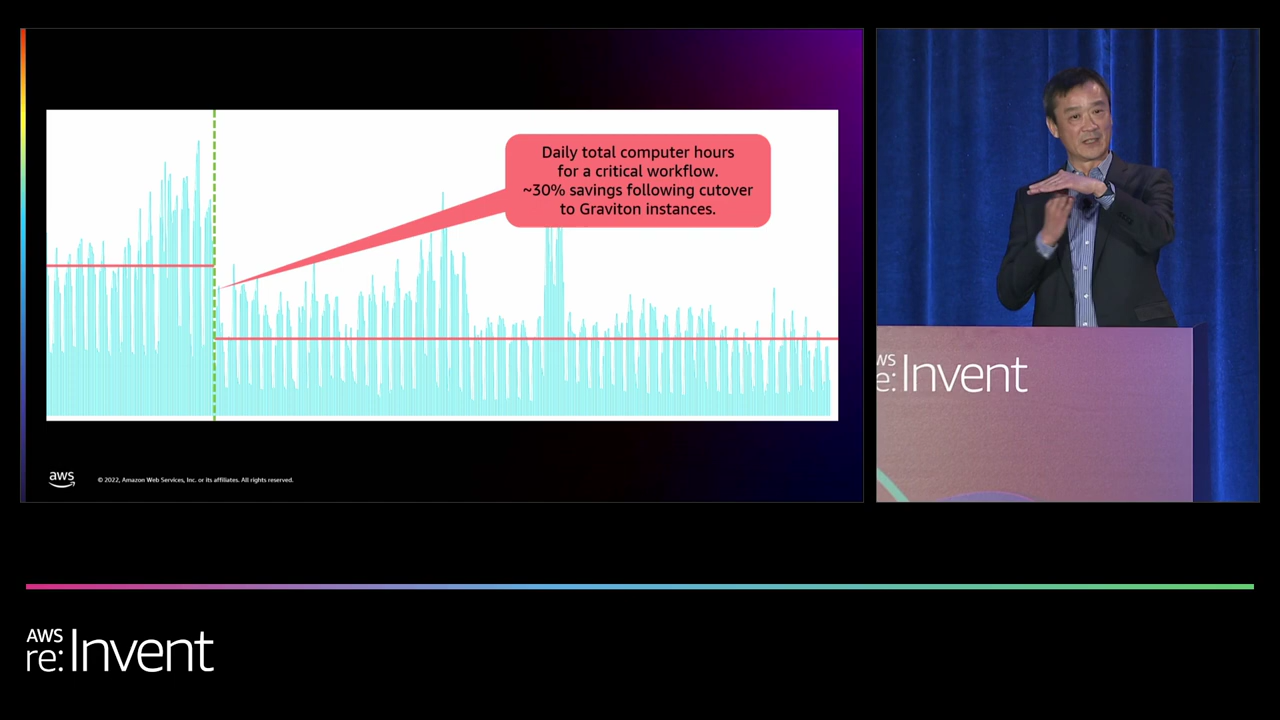 Daily total computer hours
for a critical workflow.
~30% savings following cutover
to Graviton instances.
aws
© 2022, Amazon Web Services, Inc. or its affiliates. All rights reserved.
WS
e: Invent
AWS
re: Invent